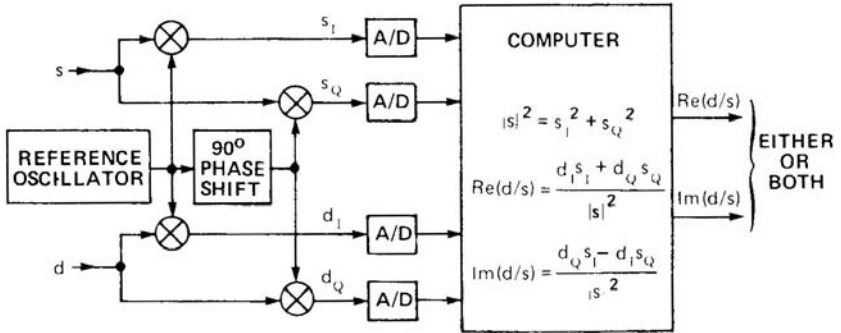 s
s_I
A/D
COMPUTER
s_Q
A/D
|s|² = s_I² + s_Q²
Re(d/s)
REFERENCE
OSCILLATOR
90°
PHASE
SHIFT
EITHER
OR
BOTH
Re(d/s) = (d_I s_I + d_Q s_Q) / |s|²
Im(d/s)
d_I
A/D
d
Im(d/s) = (d_Q s_I – d_I s_Q) / |s|²
d_Q
A/D